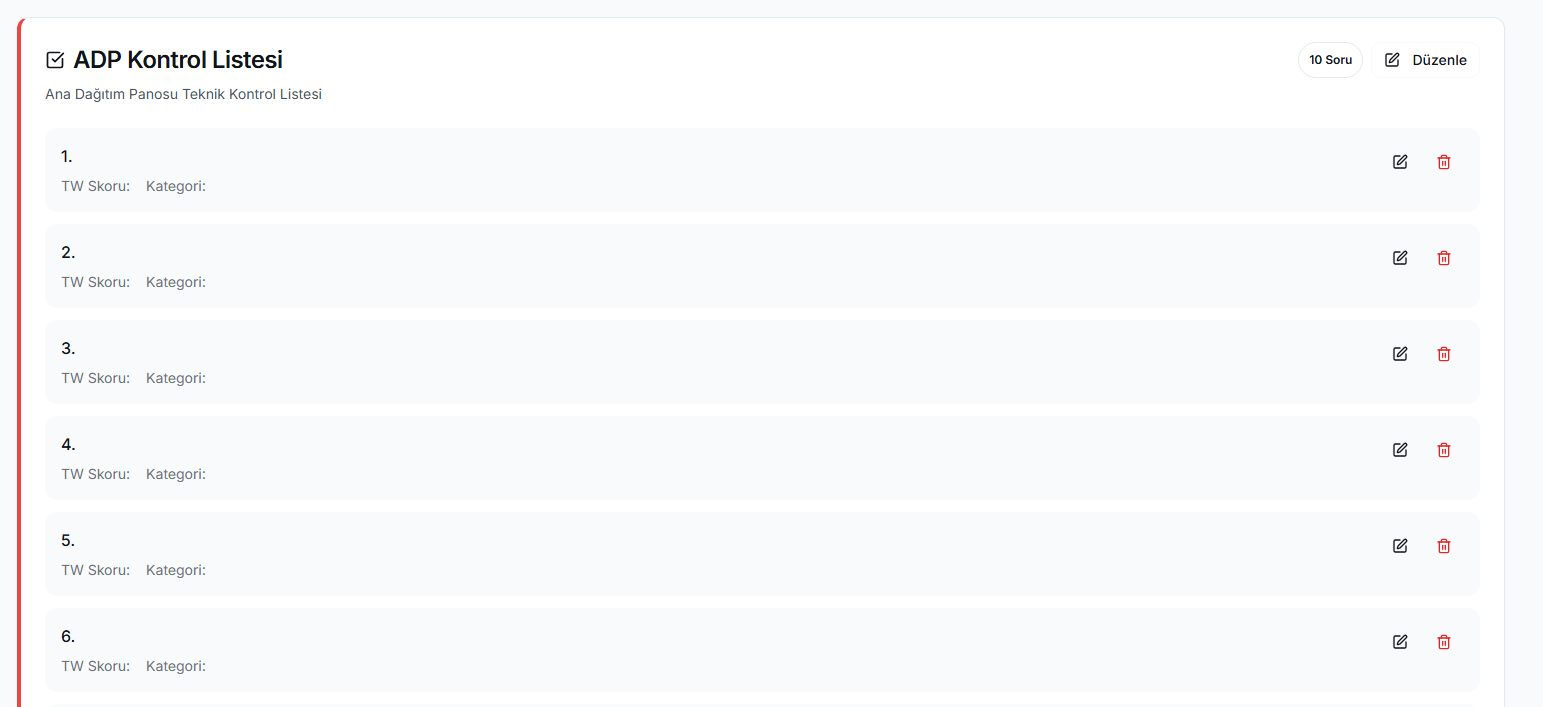 ADP Kontrol Listesi
10 Soru
Düzenle
Ana Dağıtım Panosu Teknik Kontrol Listesi
1.
TW Skoru: Kategori:
2.
TW Skoru: Kategori:
3.
TW Skoru: Kategori:
4.
TW Skoru: Kategori:
5.
TW Skoru: Kategori:
6.
TW Skoru: Kategori: